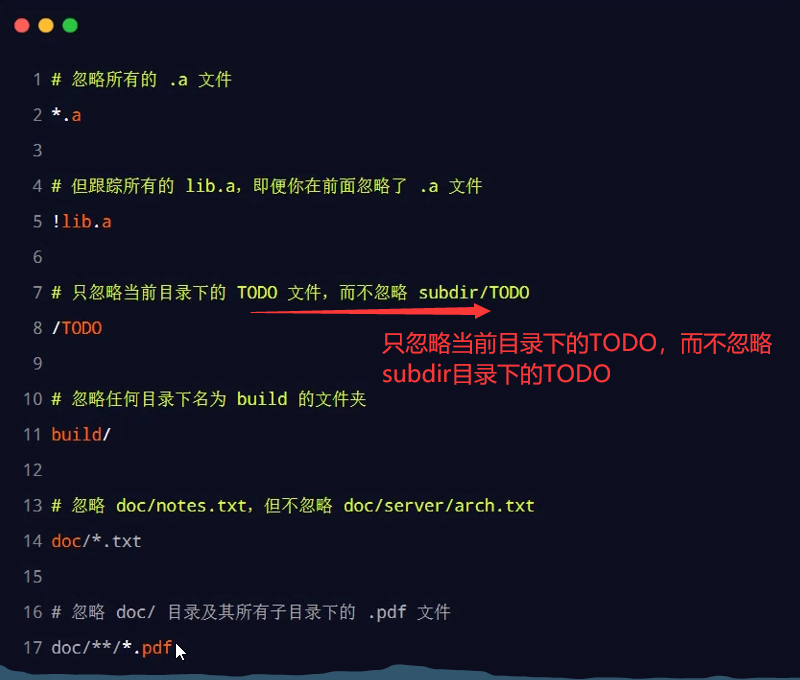 1 # 忽略所有的 .a 文件
2 *.a
3
4 # 但跟踪所有的 lib.a，即便你在前面忽略了 .a 文件
5 !lib.a
6
7 # 只忽略当前目录下的 TODO 文件，而不忽略 subdir/TODO
8 /TODO
只忽略当前目录下的TODO，而不忽略
subdir目录下的TODO
9
10 # 忽略任何目录下名为 build 的文件夹
11 build/
12
13 # 忽略 doc/notes.txt，但不忽略 doc/server/arch.txt
14 doc/*.txt
15
16 # 忽略 doc/ 目录及其所有子目录下的 .pdf 文件
17 doc/**/*.pdf